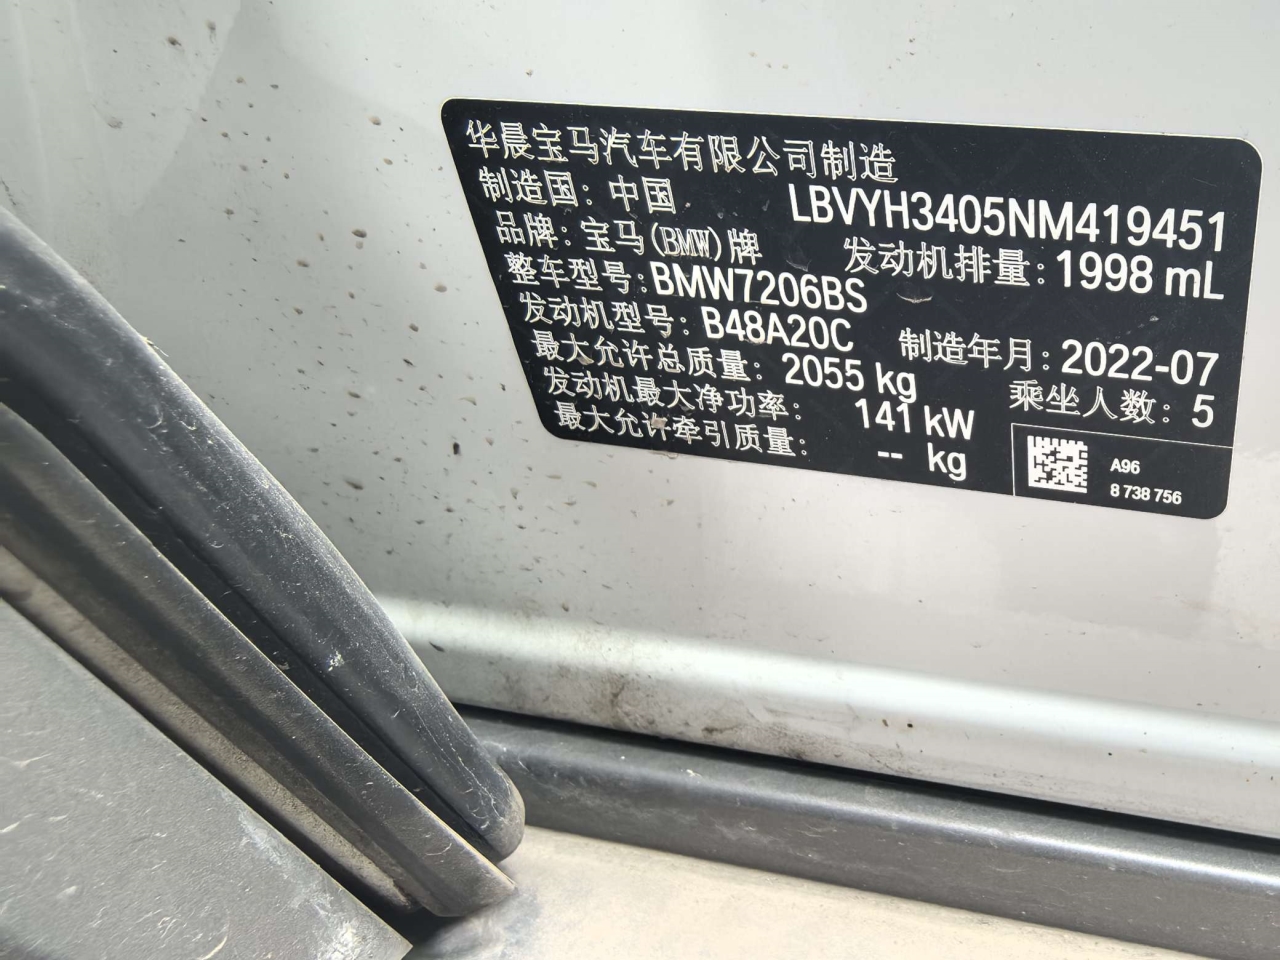 华晨宝马汽车有限公司制造
制造国: 中国
LBVYH3405NM419451
品牌: 宝马(BMW)牌
发动机排量: 1998 mL
整车型号: BMW7206BS
发动机型号: B48A20C
制造年月: 2022-07
最大允许总质量: 2055 kg
乘坐人数: 5
发动机最大净功率: 141 kW
最大允许牵引质量: -- kg
A96
8 738 756